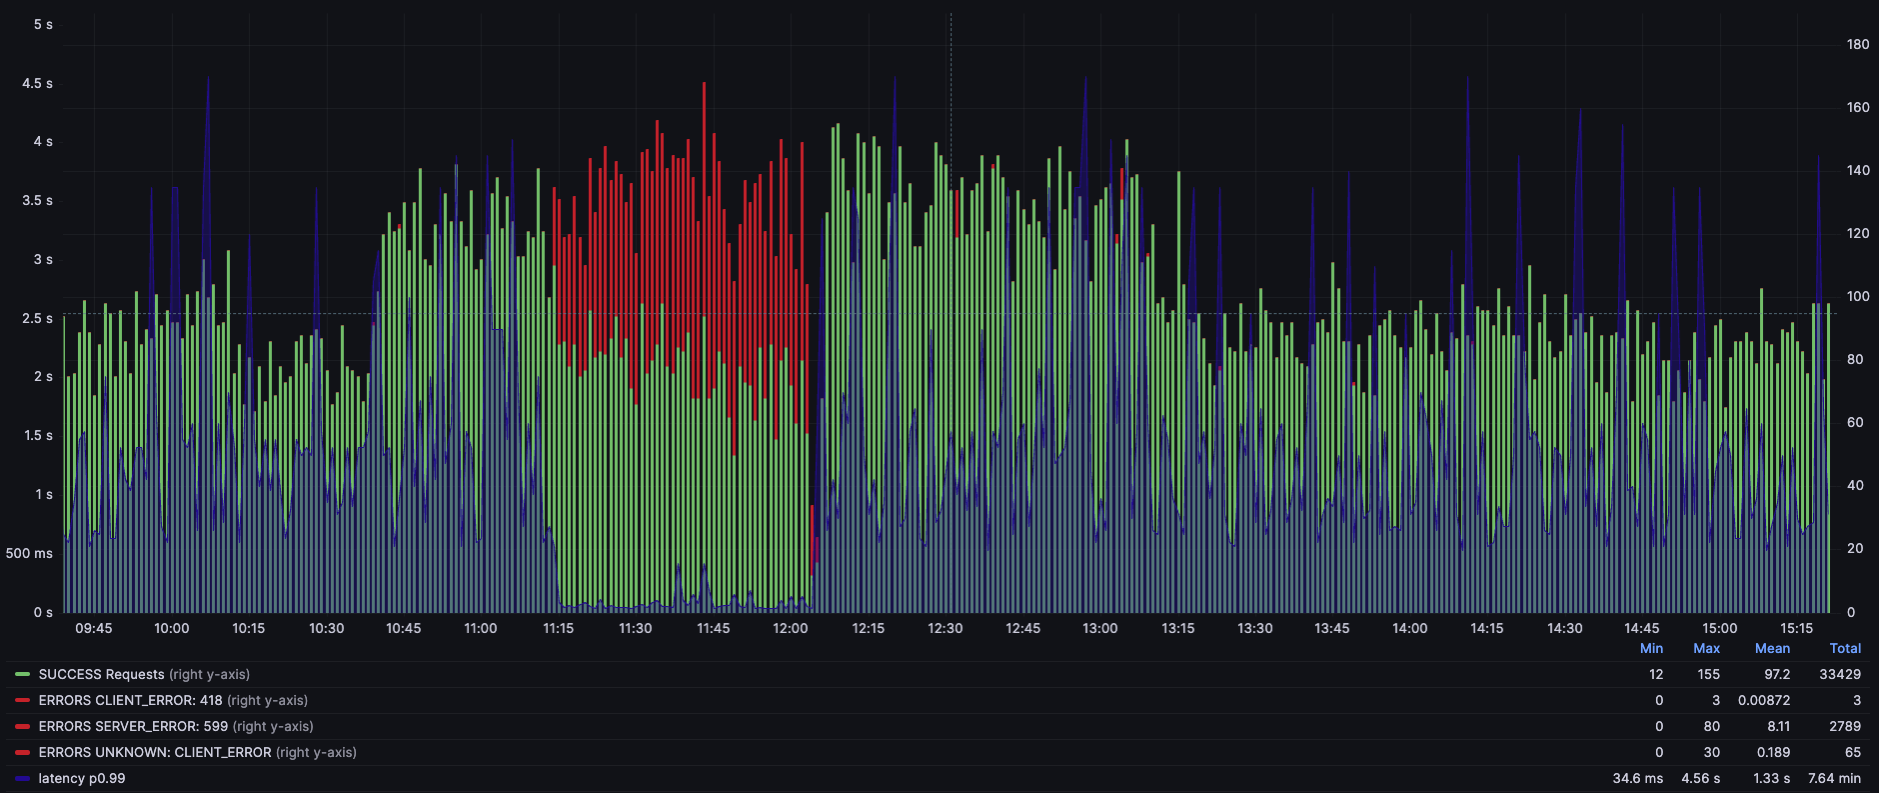 5 s
4.5 s
4 s
3.5 s
3 s
2.5 s
2 s
1.5 s
1 s
500 ms
0 s
180
160
140
120
100
80
60
40
20
0
09:45 10:00 10:15 10:30 10:45 11:00 11:15 11:30 11:45 12:00 12:15 12:30 12:45 13:00 13:15 13:30 13:45 14:00 14:15 14:30 14:45 15:00 15:15
Min Max Mean Total
SUCCESS Requests (right y-axis) 12 155 97.2 33429
ERRORS CLIENT_ERROR: 418 (right y-axis) 0 3 0.00872 3
ERRORS SERVER_ERROR: 599 (right y-axis) 0 80 8.11 2789
ERRORS UNKNOWN: CLIENT_ERROR (right y-axis) 0 30 0.189 65
latency p0.99 34.6 ms 4.56 s 1.33 s 7.64 min